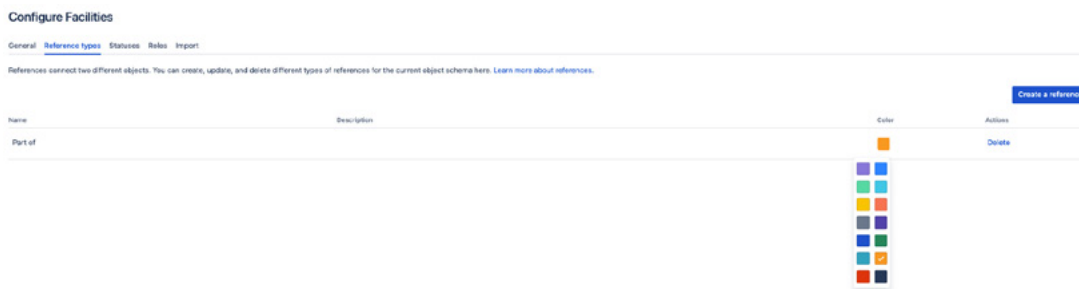 Configure Facilities
General Reference types Statuses Roles Import
References connect two different objects. You can create, update, and delete different types of references for the current object schema here. Learn more about references.
Create a referenc
Name Description Color Actions
Part of Delete